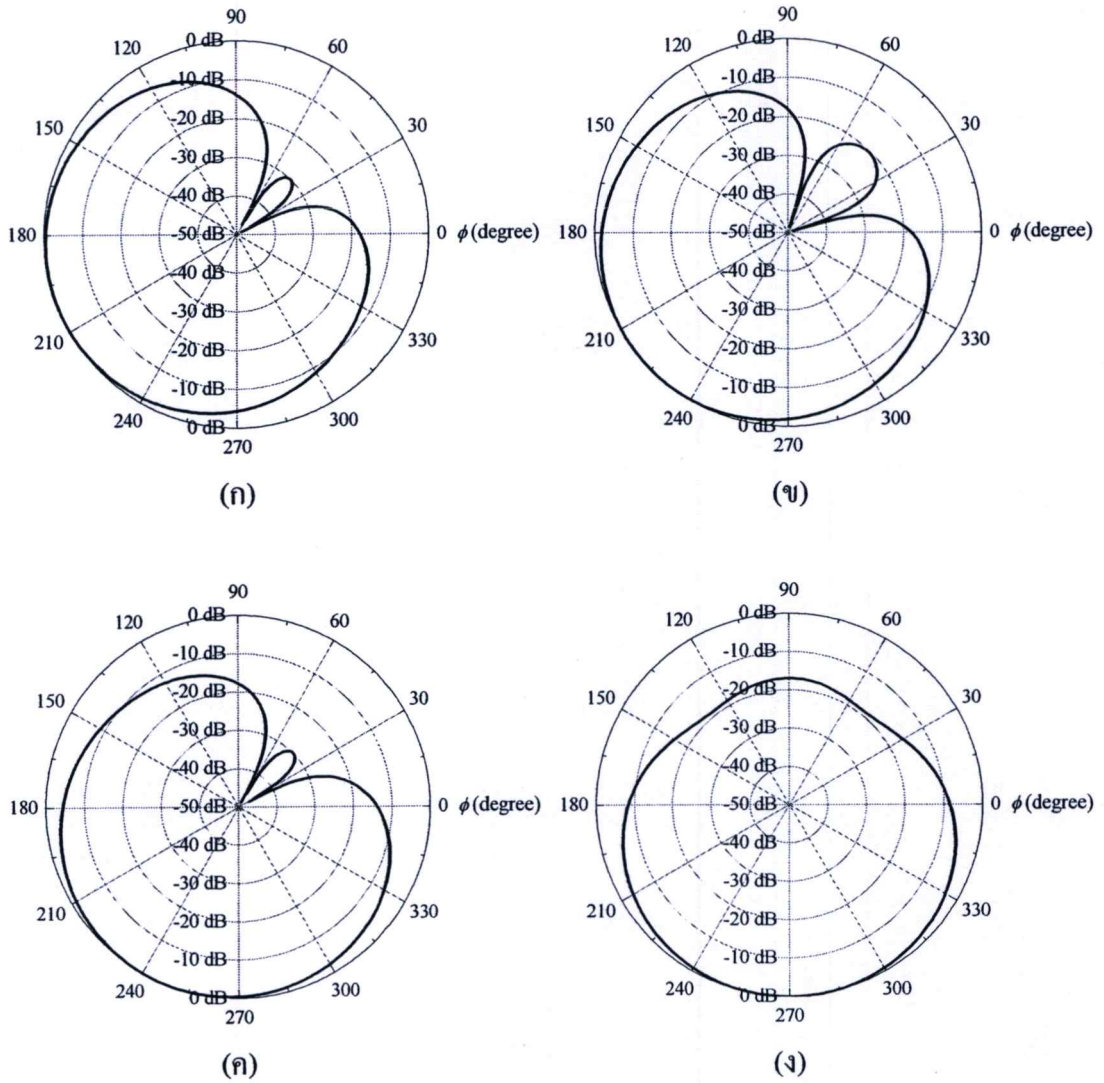 90 90
0 dB 0 dB
120 60 120 60
-10 dB -10 dB
-20 dB -20 dB
150 30 150 30
-30 dB -30 dB
-40 dB -40 dB
180 -50 dB 0 φ (degree) 180 -50 dB 0 φ (degree)
-40 dB -40 dB
-30 dB -30 dB
210 330 210 330
-20 dB -20 dB
-10 dB -10 dB
240 300 240 300
0 dB 0 dB
270 270
(ก) (ข)
90 90
0 dB 0 dB
120 60 120 60
-10 dB -10 dB
-20 dB -20 dB
150 30 150 30
-30 dB -30 dB
-40 dB -40 dB
180 -50 dB 0 φ (degree) 180 -50 dB 0 φ (degree)
-40 dB -40 dB
-30 dB -30 dB
210 330 210 330
-20 dB -20 dB
-10 dB -10 dB
240 300 240 300
0 dB 0 dB
270 270
(ค) (ง)